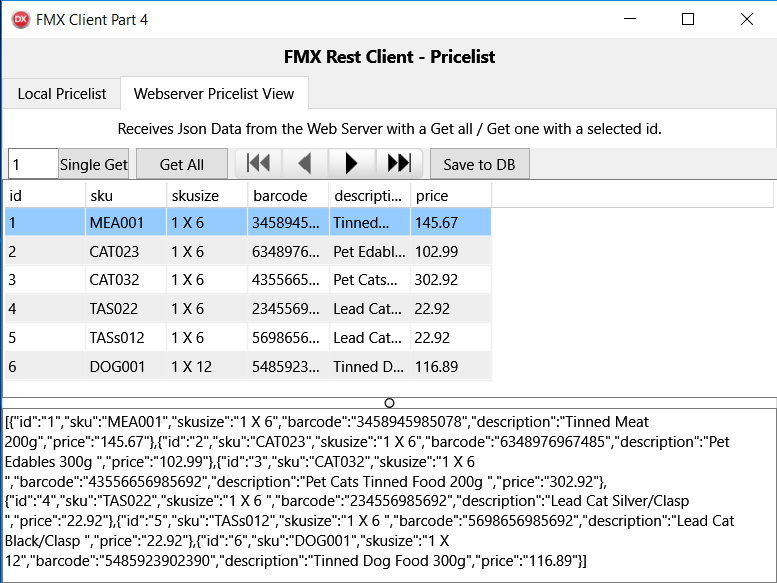 DX FMX Client Part 4
FMX Rest Client - Pricelist
Local Pricelist Webserver Pricelist View
Receives Json Data from the Web Server with a Get all / Get one with a selected id.
1 Single Get Get All Save to DB
id sku skusize barcode descripti... price
1 MEA001 1 X 6 3458945... Tinned... 145.67
2 CAT023 1 X 6 6348976... Pet Edabl... 102.99
3 CAT032 1 X 6 4355665... Pet Cats... 302.92
4 TAS022 1 X 6 2345569... Lead Cat... 22.92
5 TASs012 1 X 6 5698656... Lead Cat... 22.92
6 DOG001 1 X 12 5485923... Tinned D... 116.89
[{"id":"1","sku":"MEA001","skusize":"1 X 6","barcode":"3458945985078","description":"Tinned Meat
200g","price":"145.67"},{"id":"2","sku":"CAT023","skusize":"1 X 6","barcode":"6348976967485","description":"Pet
Edables 300g ","price":"102.99"},{"id":"3","sku":"CAT032","skusize":"1 X 6
","barcode":"43556656985692","description":"Pet Cats Tinned Food 200g ","price":"302.92"},
{"id":"4","sku":"TAS022","skusize":"1 X 6 ","barcode":"234556985692","description":"Lead Cat Silver/Clasp
","price":"22.92"},{"id":"5","sku":"TASs012","skusize":"1 X 6 ","barcode":"5698656985692","description":"Lead Cat
Black/Clasp ","price":"22.92"},{"id":"6","sku":"DOG001","skusize":"1 X
12","barcode":"5485923902390","description":"Tinned Dog Food 300g","price":"116.89"}]